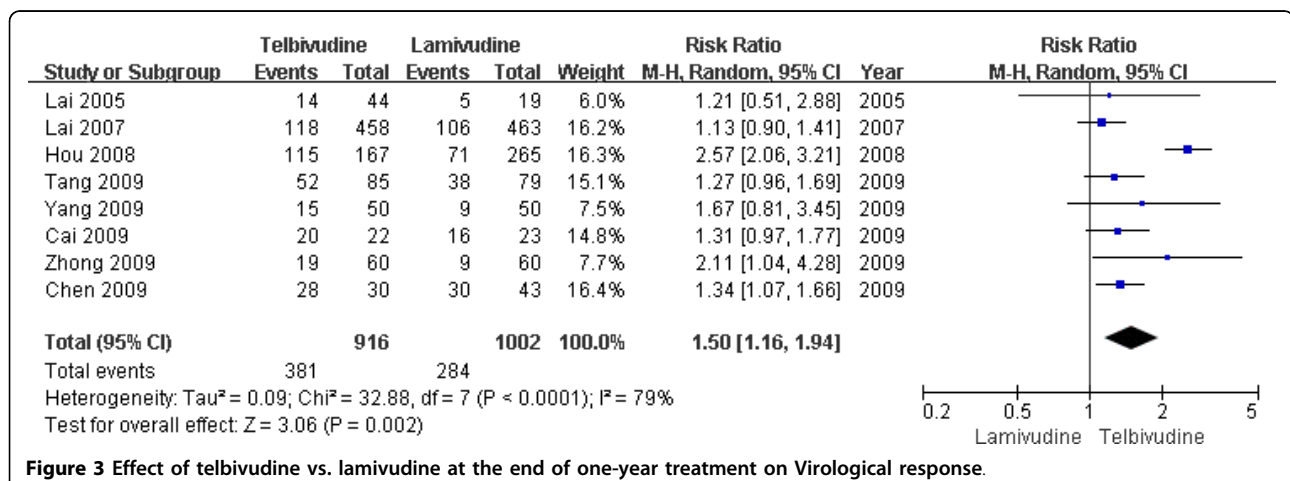 Telbivudine Lamivudine Risk Ratio Risk Ratio
Study or Subgroup Events Total Events Total Weight M-H, Random, 95% CI Year M-H, Random, 95% CI
Lai 2005 14 44 5 19 6.0% 1.21 [0.51, 2.88] 2005
Lai 2007 118 458 106 463 16.2% 1.13 [0.90, 1.41] 2007
Hou 2008 115 167 71 265 16.3% 2.57 [2.06, 3.21] 2008
Tang 2009 52 85 38 79 15.1% 1.27 [0.96, 1.69] 2009
Yang 2009 15 50 9 50 7.5% 1.67 [0.81, 3.45] 2009
Cai 2009 20 22 16 23 14.8% 1.31 [0.97, 1.77] 2009
Zhong 2009 19 60 9 60 7.7% 2.11 [1.04, 4.28] 2009
Chen 2009 28 30 30 43 16.4% 1.34 [1.07, 1.66] 2009
Total (95% CI) 916 1002 100.0% 1.50 [1.16, 1.94]
Total events 381 284
Heterogeneity: Tau² = 0.09; Chi² = 32.88, df = 7 (P < 0.0001); I² = 79%
Test for overall effect: Z = 3.06 (P = 0.002)
0.2 0.5 1 2 5
Lamivudine Telbivudine
Figure 3 Effect of telbivudine vs. lamivudine at the end of one-year treatment on Virological response.